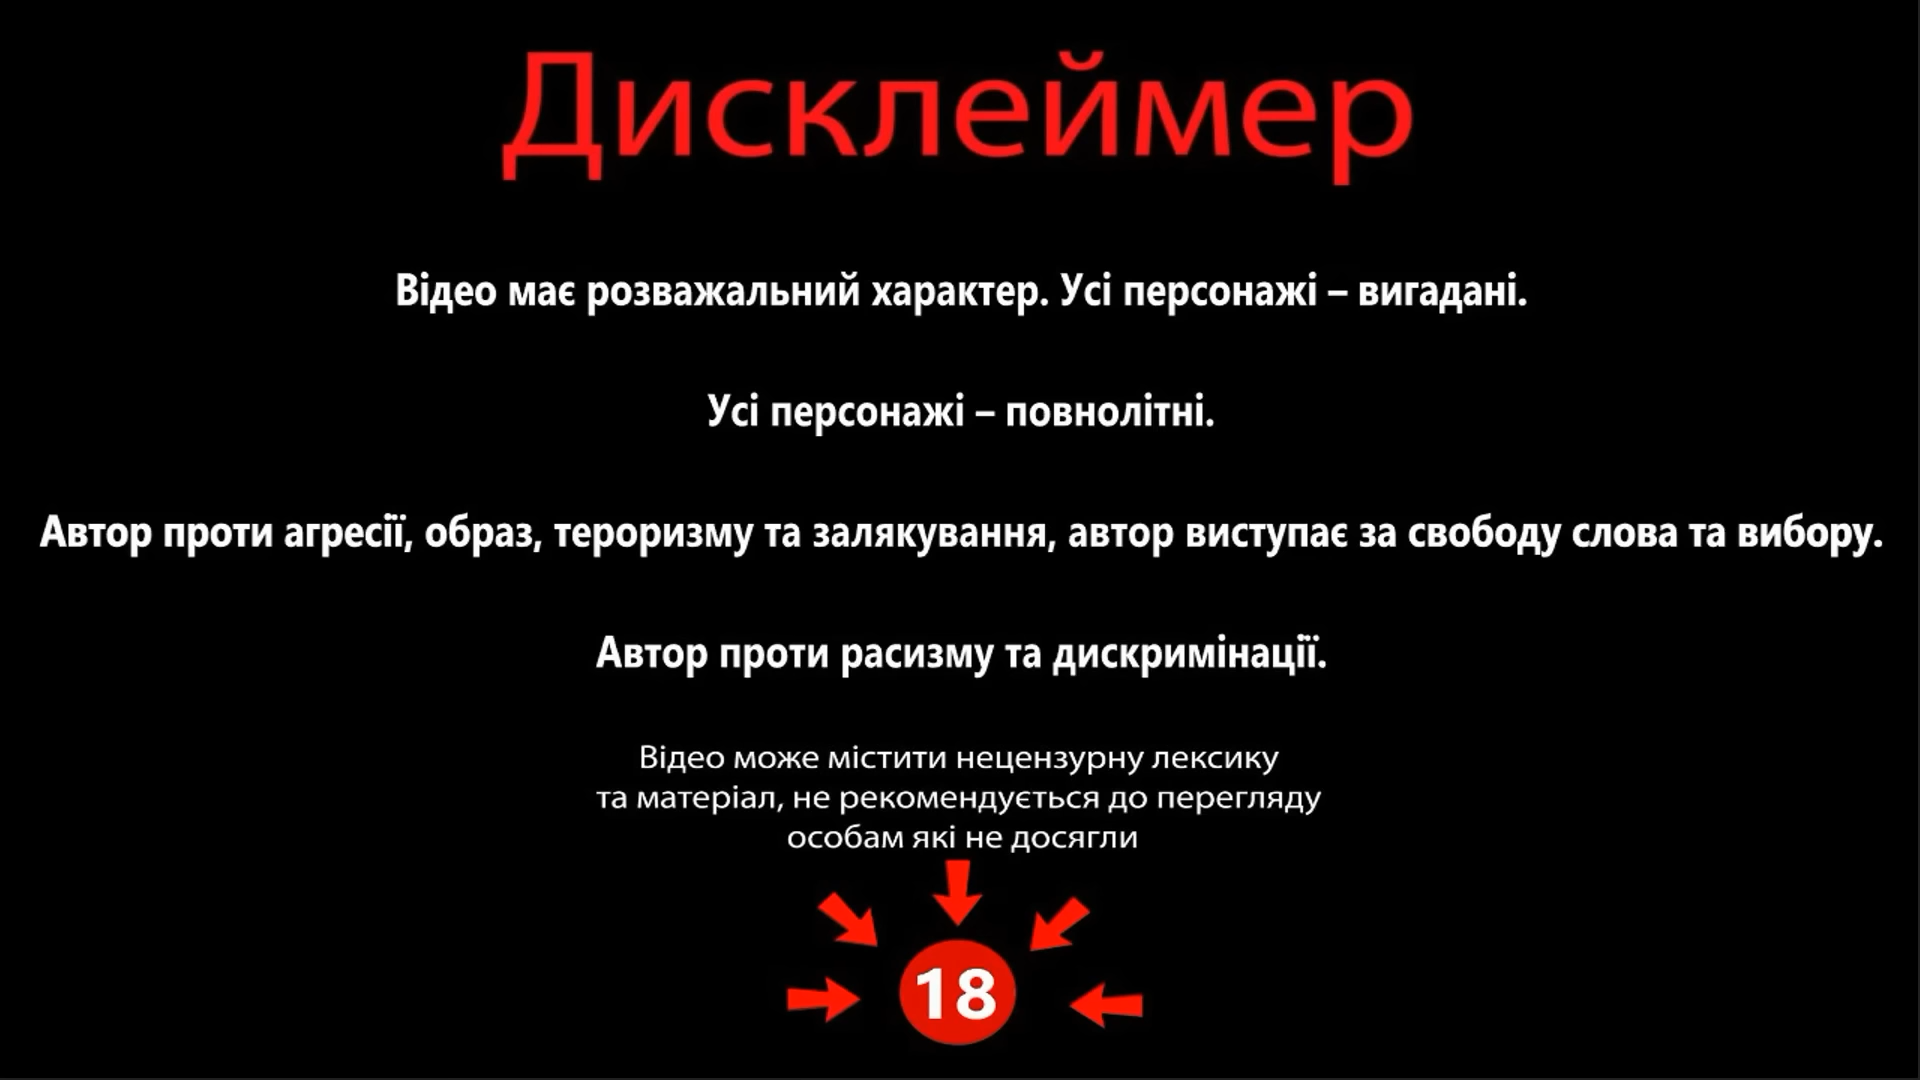 Дисклеймер
Відео має розважальний характер. Усі персонажі – вигадані.
Усі персонажі – повнолітні.
Автор проти агресії, образ, тероризму та залякування, автор виступає за свободу слова та вибору.
Автор проти расизму та дискримінації.
Відео може містити нецензурну лексику
та матеріал, не рекомендується до перегляду
особам які не досягли
18